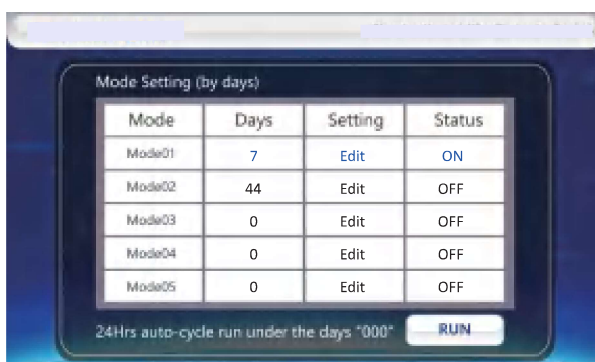 Mode Setting (by days)
Mode Days Setting Status
Mode01 7 Edit ON
Mode02 44 Edit OFF
Mode03 0 Edit OFF
Mode04 0 Edit OFF
Mode05 0 Edit OFF
24Hrs auto-cycle run under the days "000" RUN